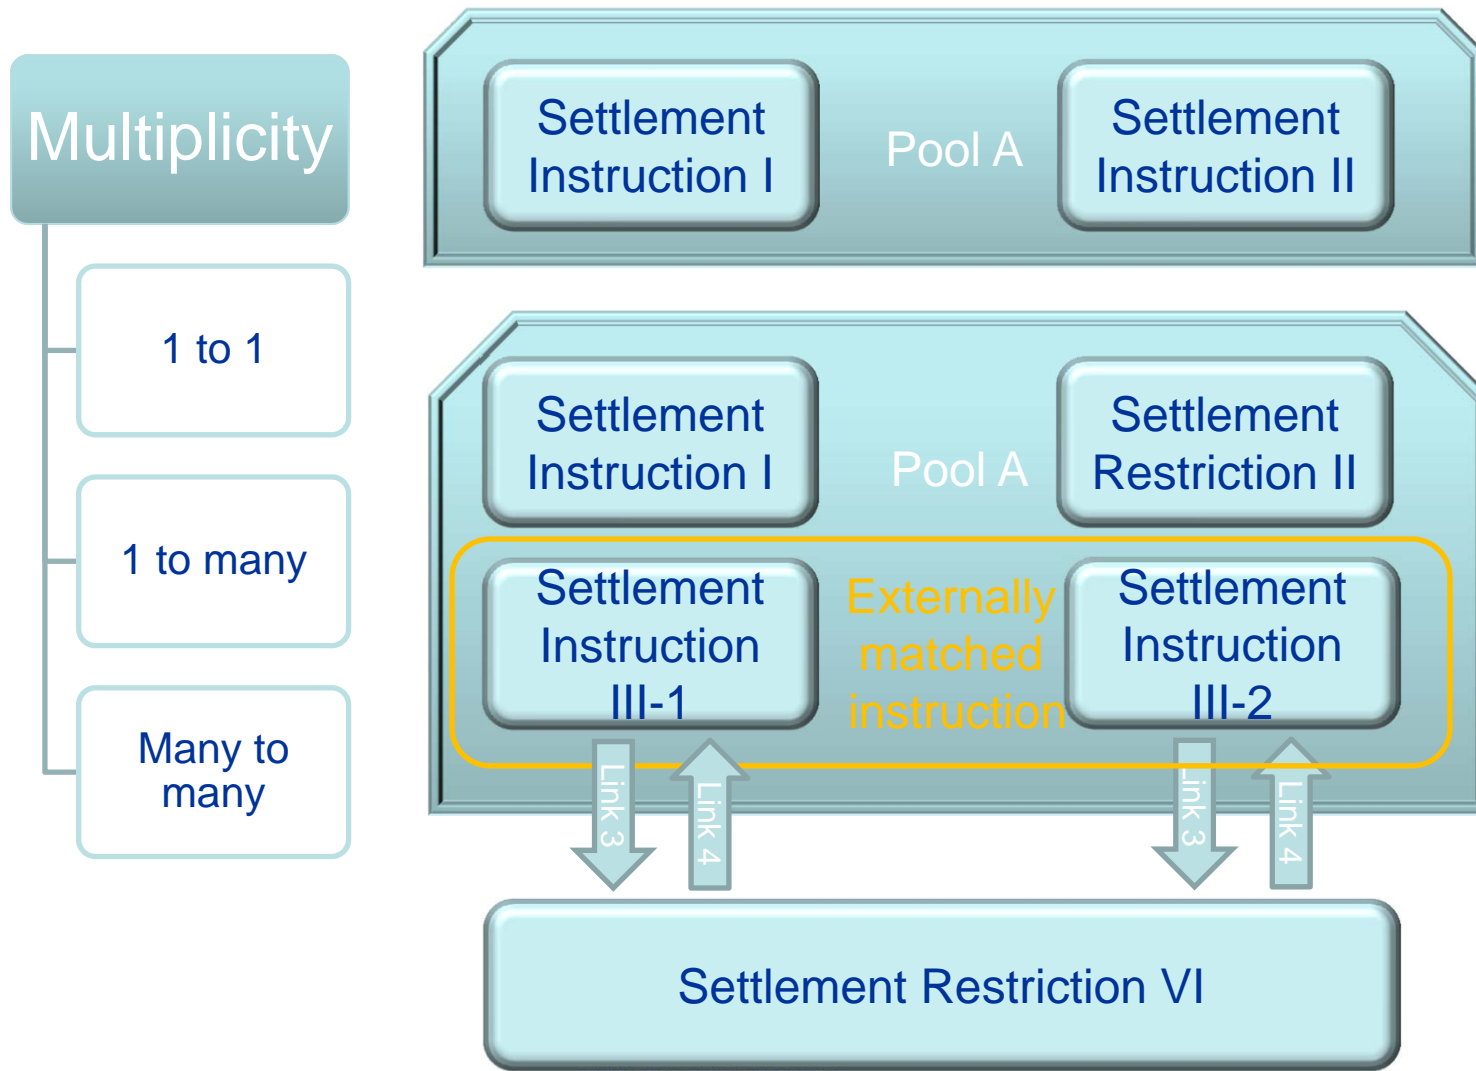 Multiplicity
1 to 1
1 to many
Many to
many
Settlement
Instruction I
Pool A
Settlement
Instruction II
Settlement
Instruction I
Pool A
Settlement
Restriction II
Settlement
Instruction
III-1
Externally
matched
instruction
Settlement
Instruction
III-2
Link 3
Link 4
Link 3
Link 4
Settlement Restriction VI